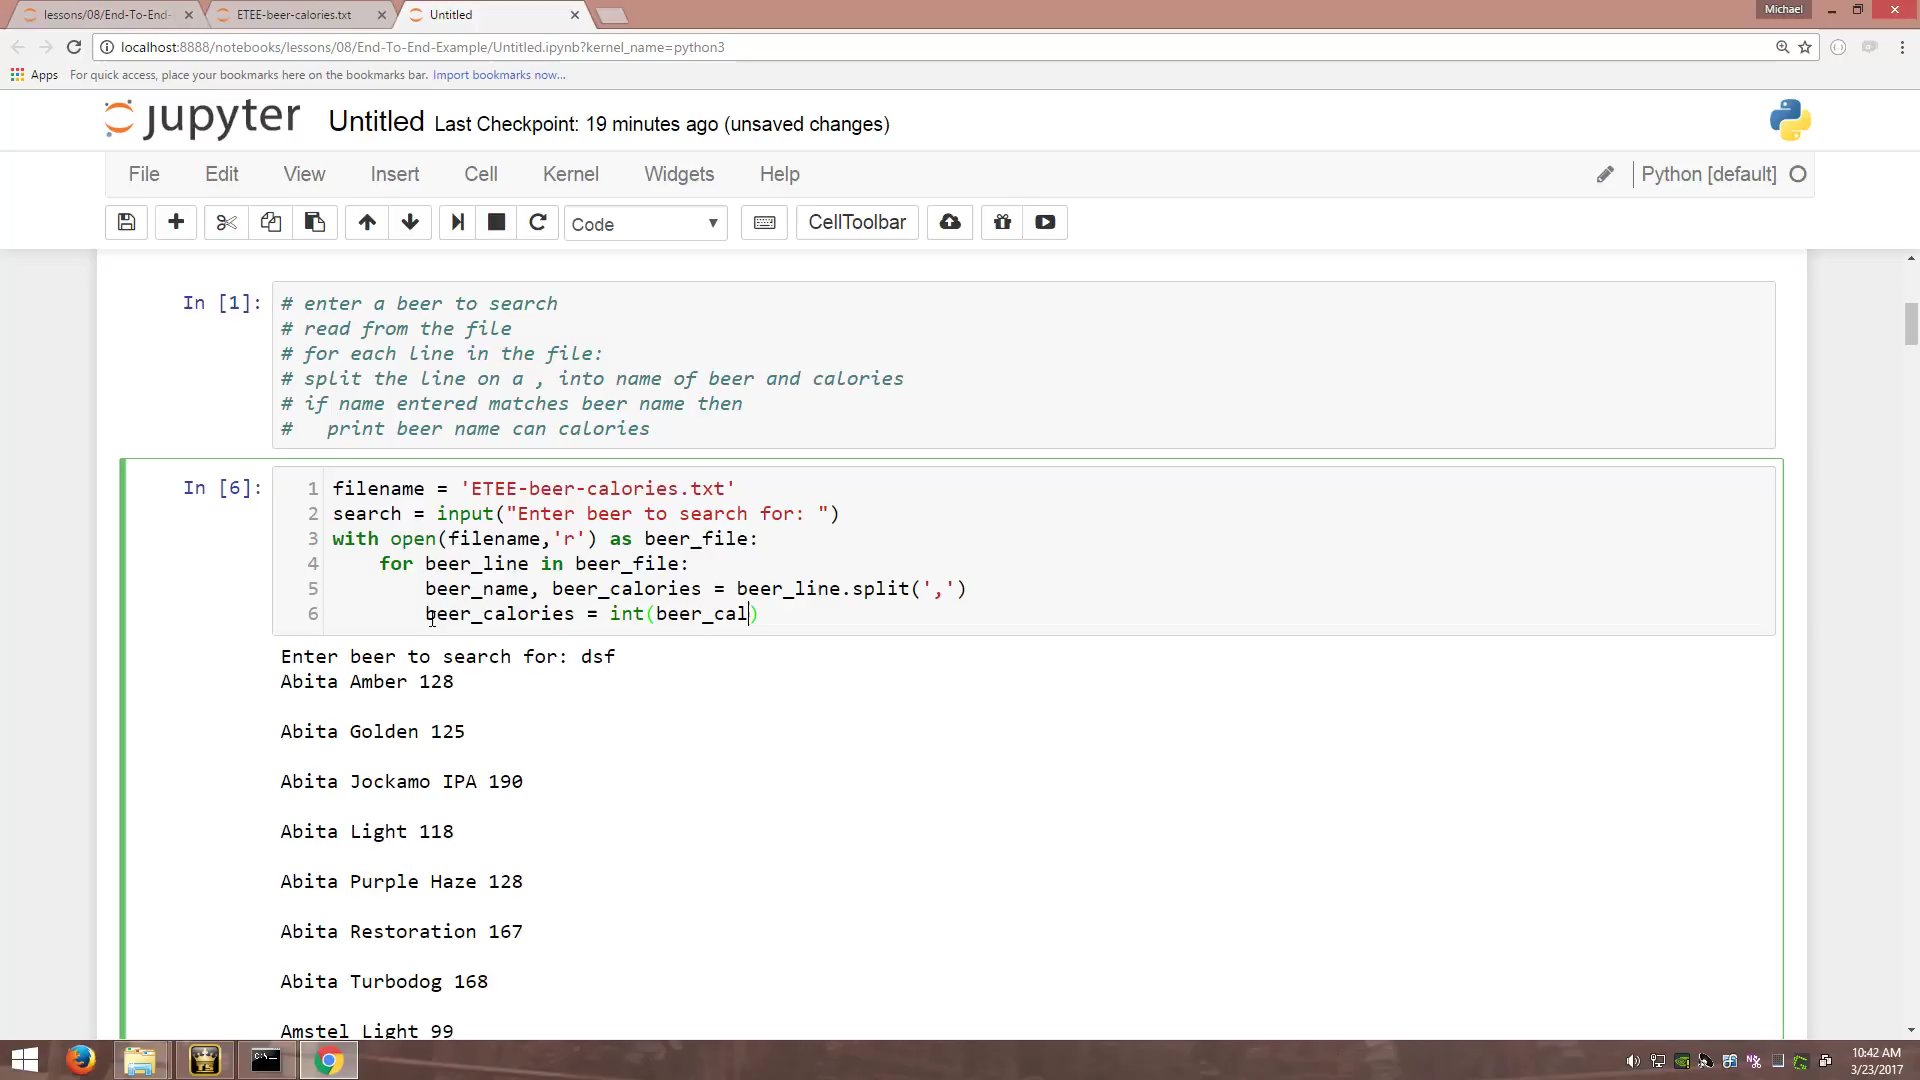 lessons/08/End-To-End-
ETEE-beer-calories.txt
Untitled
Michael
localhost:8888/notebooks/lessons/08/End-To-End-Example/Untitled.ipynb?kernel_name=python3
Apps For quick access, place your bookmarks here on the bookmarks bar. Import bookmarks now...
jupyter Untitled Last Checkpoint: 19 minutes ago (unsaved changes)
File Edit View Insert Cell Kernel Widgets Help Python [default]
Code CellToolbar
In [1]:
# enter a beer to search
# read from the file
# for each line in the file:
# split the line on a , into name of beer and calories
# if name entered matches beer name then
#   print beer name can calories
In [6]:
1 filename = 'ETEE-beer-calories.txt'
2 search = input("Enter beer to search for: ")
3 with open(filename,'r') as beer_file:
4     for beer_line in beer_file:
5         beer_name, beer_calories = beer_line.split(',')
6         beer_calories = int(beer_cal)
Enter beer to search for: dsf
Abita Amber 128
Abita Golden 125
Abita Jockamo IPA 190
Abita Light 118
Abita Purple Haze 128
Abita Restoration 167
Abita Turbodog 168
Amstel Light 99
10:42 AM
3/23/2017